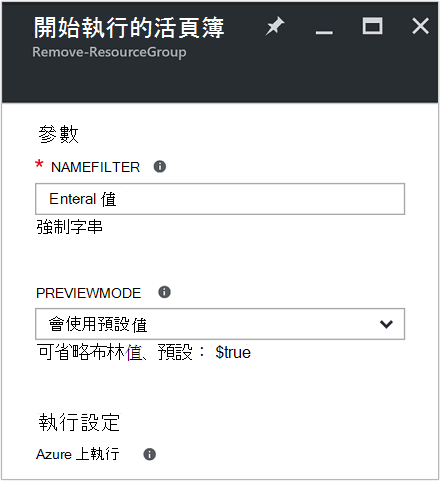 開始執行的活頁簿
Remove-ResourceGroup
參數
* NAMEFILTER
Enteral 值
強制字串
PREVIEWMODE
會使用預設值
可省略布林值、預設： $true
執行設定
Azure 上執行